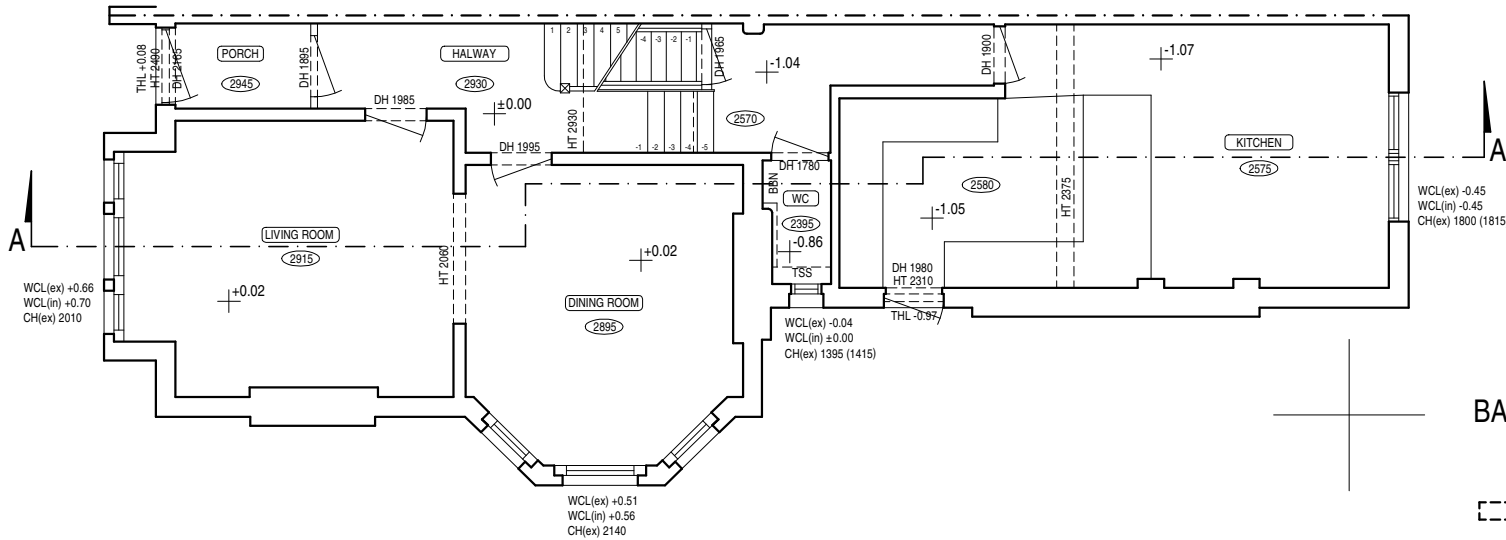 THL +0.08
HT 2490
DH 2165
PORCH
2945
DH 1895
HALWAY
2930
±0.00
1 2 3 4 5
-4 -3 -2 -1
DH 1965
-1.04
DH 1900
-1.07
DH 1985
HT 2930
2570
-1 -2 -3 -4 -5
DH 1995
DH 1780
BBN
WC
2395
-0.86
TSS
2580
-1.05
HT 2375
KITCHEN
2575
A
A
WCL(ex) -0.45
WCL(in) -0.45
CH(ex) 1800 (1815
LIVING ROOM
2915
+0.02
HT 2060
+0.02
DINING ROOM
2895
DH 1980
HT 2310
THL -0.97
WCL(ex) +0.66
WCL(in) +0.70
CH(ex) 2010
WCL(ex) -0.04
WCL(in) ±0.00
CH(ex) 1395 (1415)
BA
WCL(ex) +0.51
WCL(in) +0.56
CH(ex) 2140